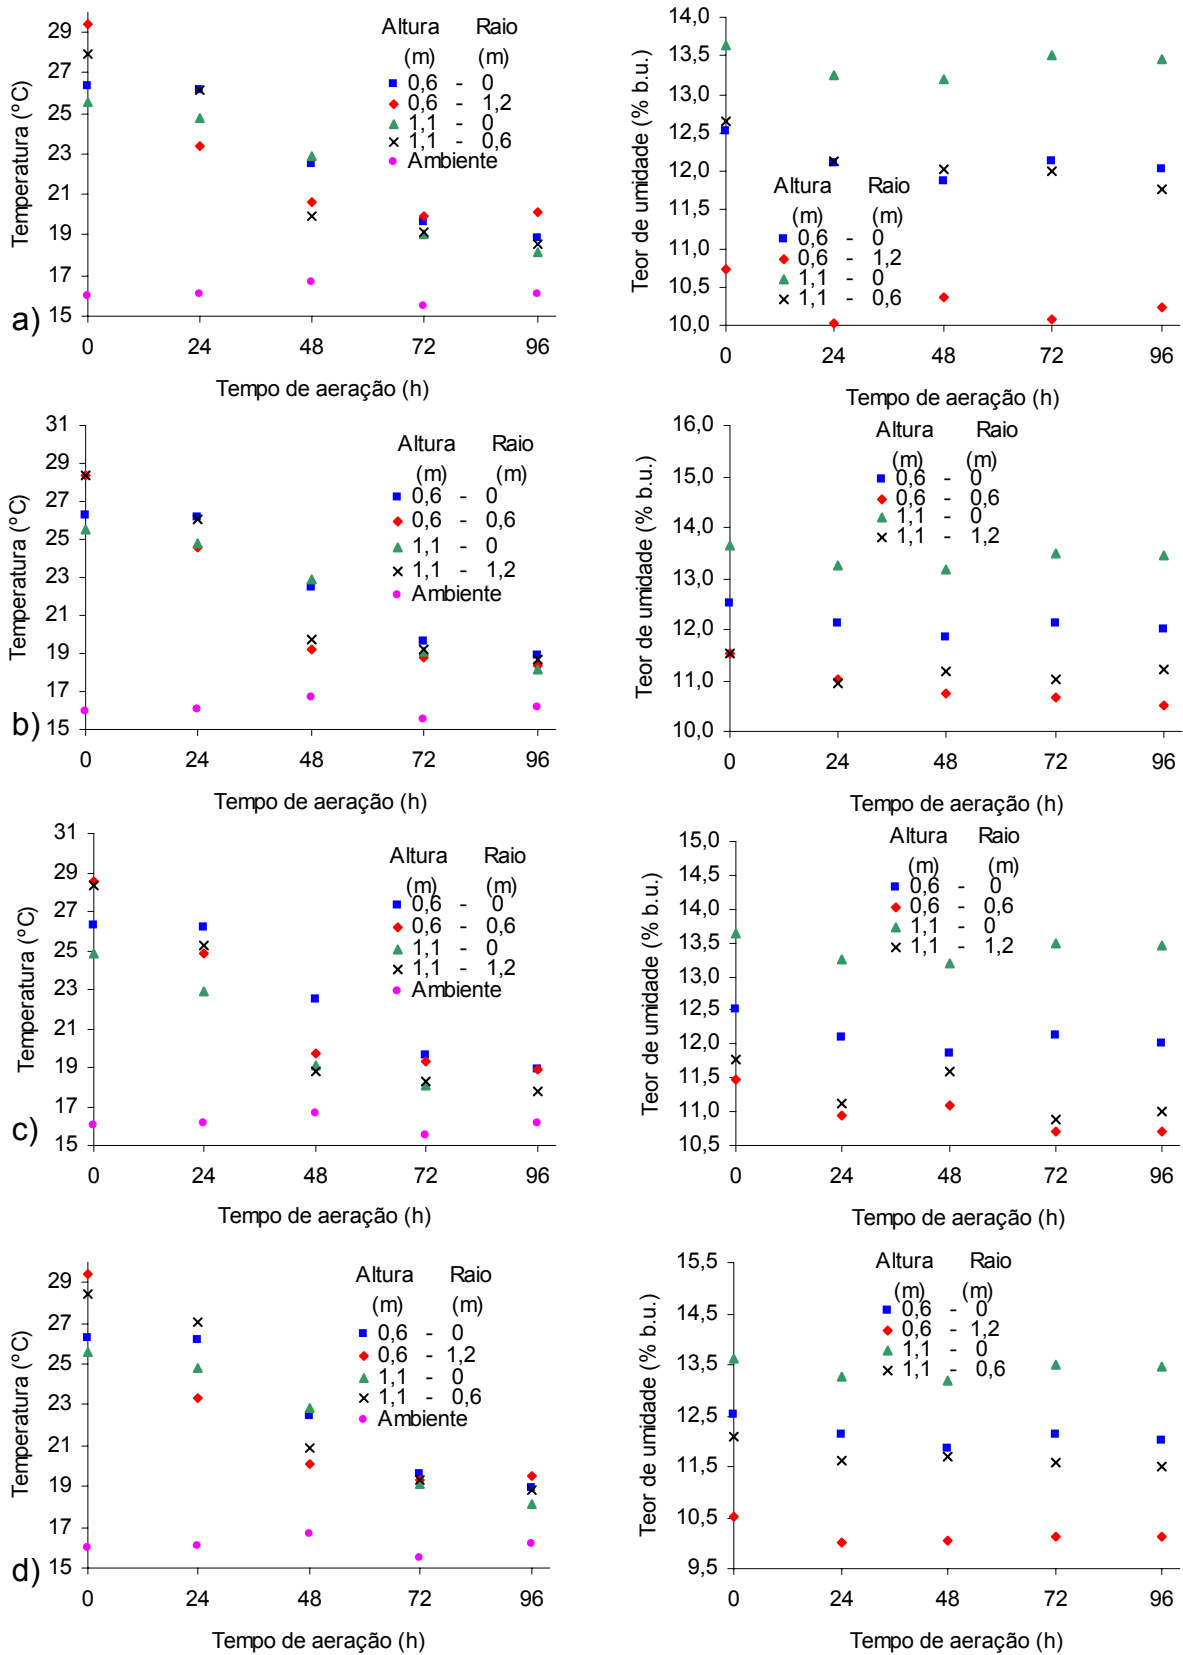 Temperatura (°C)
29
27
25
23
21
19
17
15
0 24 48 72 96
Tempo de aeração (h)
Altura Raio
(m) (m)
0,6 - 0
0,6 - 1,2
1,1 - 0
1,1 - 0,6
Ambiente
a)
Teor de umidade (% b.u.)
14,0
13,5
13,0
12,5
12,0
11,5
11,0
10,5
10,0
0 24 48 72 96
Tempo de aeração (h)
Altura Raio
(m) (m)
0,6 - 0
0,6 - 1,2
1,1 - 0
1,1 - 0,6
Temperatura (°C)
31
29
27
25
23
21
19
17
15
0 24 48 72 96
Tempo de aeração (h)
Altura Raio
(m) (m)
0,6 - 0
0,6 - 0,6
1,1 - 0
1,1 - 1,2
Ambiente
b)
Teor de umidade (% b.u.)
16,0
15,0
14,0
13,0
12,0
11,0
10,0
0 24 48 72 96
Tempo de aeração (h)
Altura Raio
(m) (m)
0,6 - 0
0,6 - 0,6
1,1 - 0
1,1 - 1,2
Temperatura (°C)
31
29
27
25
23
21
19
17
15
0 24 48 72 96
Tempo de aeração (h)
Altura Raio
(m) (m)
0,6 - 0
0,6 - 0,6
1,1 - 0
1,1 - 1,2
Ambiente
c)
Teor de umidade (% b.u.)
15,0
14,5
14,0
13,5
13,0
12,5
12,0
11,5
11,0
10,5
0 24 48 72 96
Tempo de aeração (h)
Altura Raio
(m) (m)
0,6 - 0
0,6 - 0,6
1,1 - 0
1,1 - 1,2
Temperatura (°C)
29
27
25
23
21
19
17
15
0 24 48 72 96
Tempo de aeração (h)
Altura Raio
(m) (m)
0,6 - 0
0,6 - 1,2
1,1 - 0
1,1 - 0,6
Ambiente
d)
Teor de umidade (% b.u.)
15,5
14,5
13,5
12,5
11,5
10,5
9,5
0 24 48 72 96
Tempo de aeração (h)
Altura Raio
(m) (m)
0,6 - 0
0,6 - 1,2
1,1 - 0
1,1 - 0,6